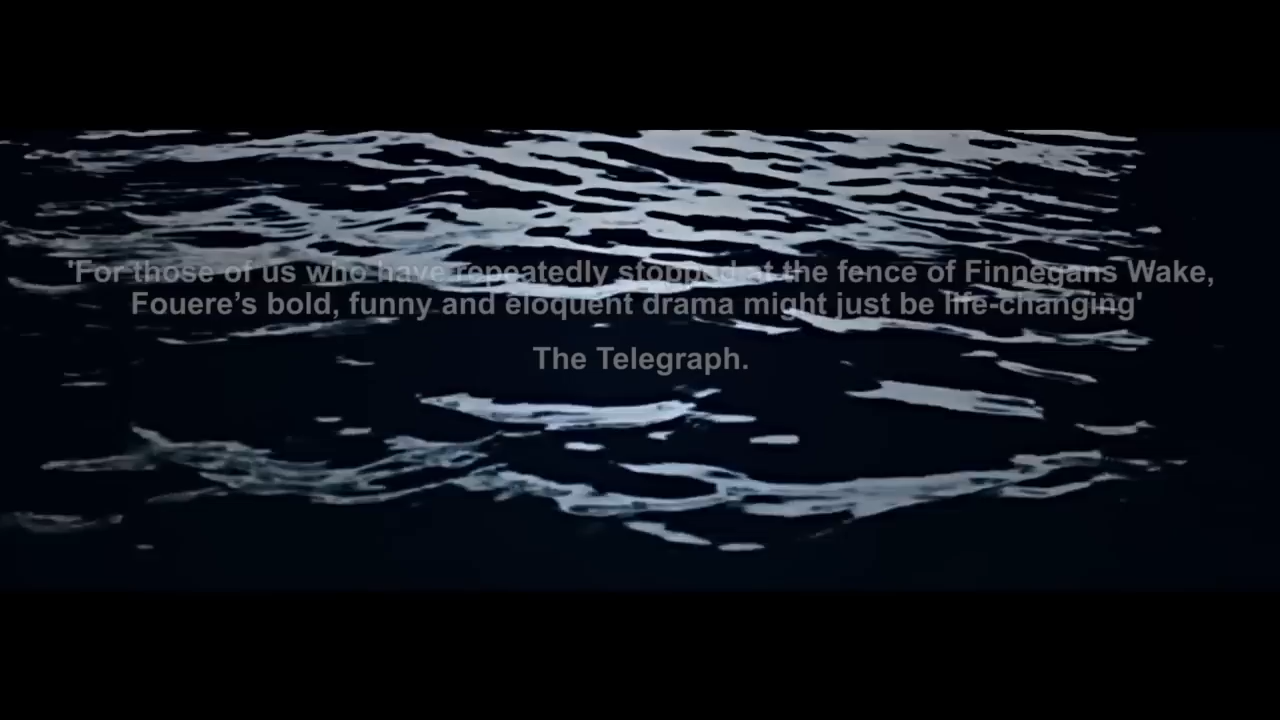 'For those of us who have repeatedly stopped at the fence of Finnegans Wake,
Fouere’s bold, funny and eloquent drama might just be life-changing'
The Telegraph.